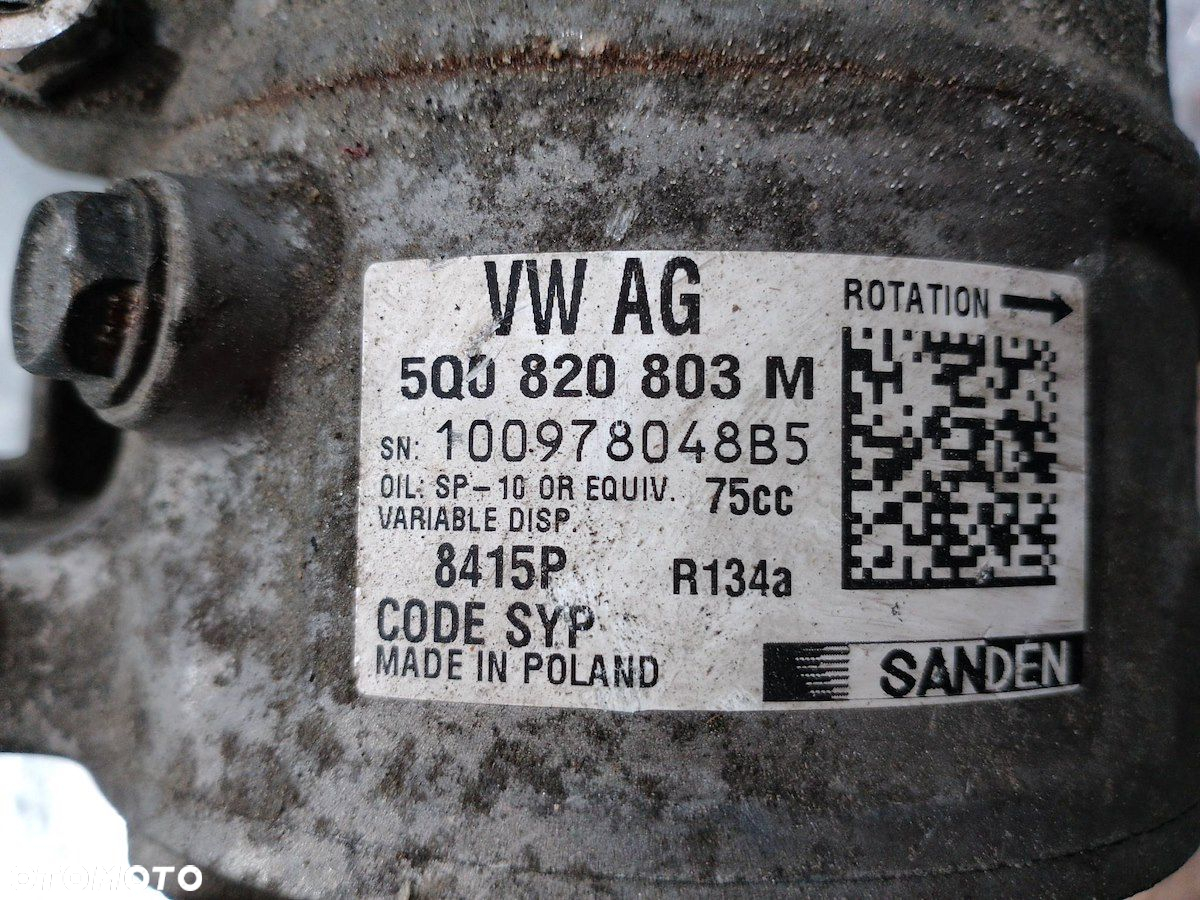 VW AG
ROTATION
5Q0 820 803 M
SN: 100978048B5
OIL: SP-10 OR EQUIV. 75cc
VARIABLE DISP.
8415P R134a
CODE SYP
MADE IN POLAND
SANDEN
OTOMOTO